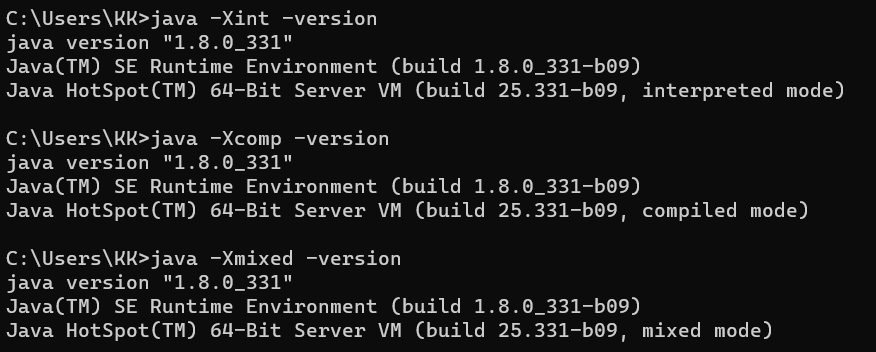 C:\Users\KK>java -Xint -version
java version "1.8.0_331"
Java(TM) SE Runtime Environment (build 1.8.0_331-b09)
Java HotSpot(TM) 64-Bit Server VM (build 25.331-b09, interpreted mode)
C:\Users\KK>java -Xcomp -version
java version "1.8.0_331"
Java(TM) SE Runtime Environment (build 1.8.0_331-b09)
Java HotSpot(TM) 64-Bit Server VM (build 25.331-b09, compiled mode)
C:\Users\KK>java -Xmixed -version
java version "1.8.0_331"
Java(TM) SE Runtime Environment (build 1.8.0_331-b09)
Java HotSpot(TM) 64-Bit Server VM (build 25.331-b09, mixed mode)